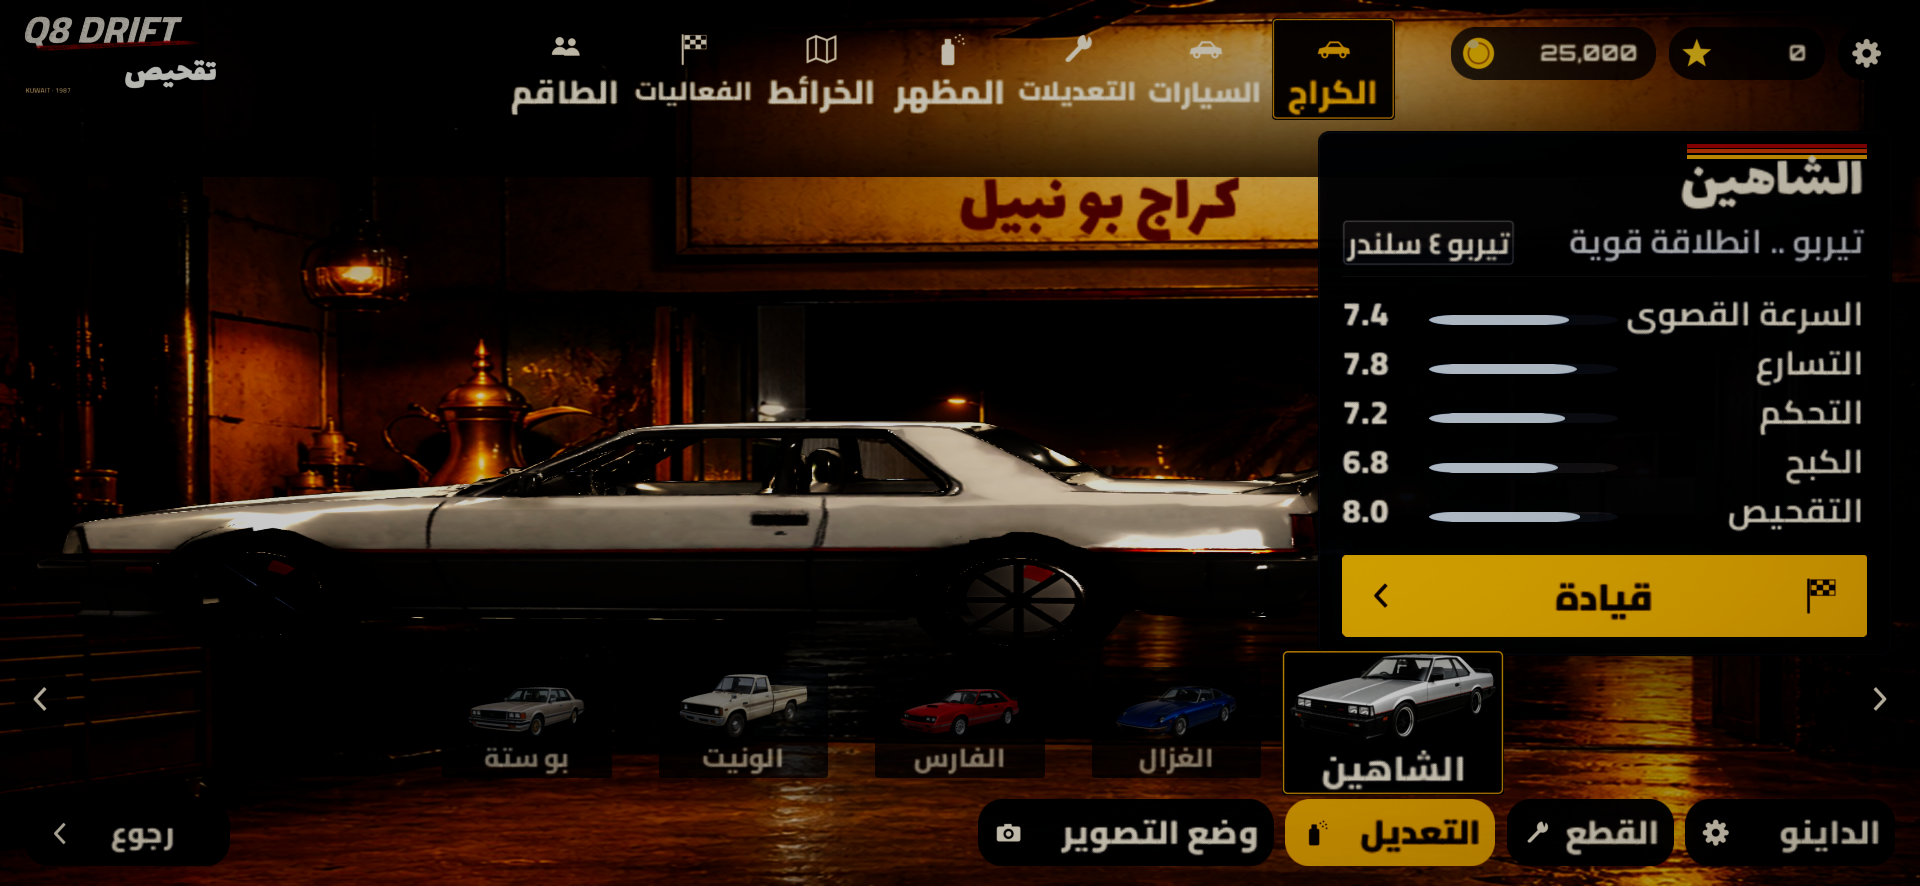 Q8 DRIFT
تقحيص
KUWAIT · 1987
الكراج
السيارات
التعديلات
المظهر
الخرائط
الفعاليات
الطاقم
25,000
0
كراج بو نبيل
الشاهين
تيربو .. انطلاقة قوية
تيربو ٤ سلندر
السرعة القصوى 7.4
التسارع 7.8
التحكم 7.2
الكبح 6.8
التقحيص 8.0
قيادة
الشاهين
الغزال
الفارس
الونيت
بو ستة
الداينو
القطع
التعديل
وضع التصوير
رجوع